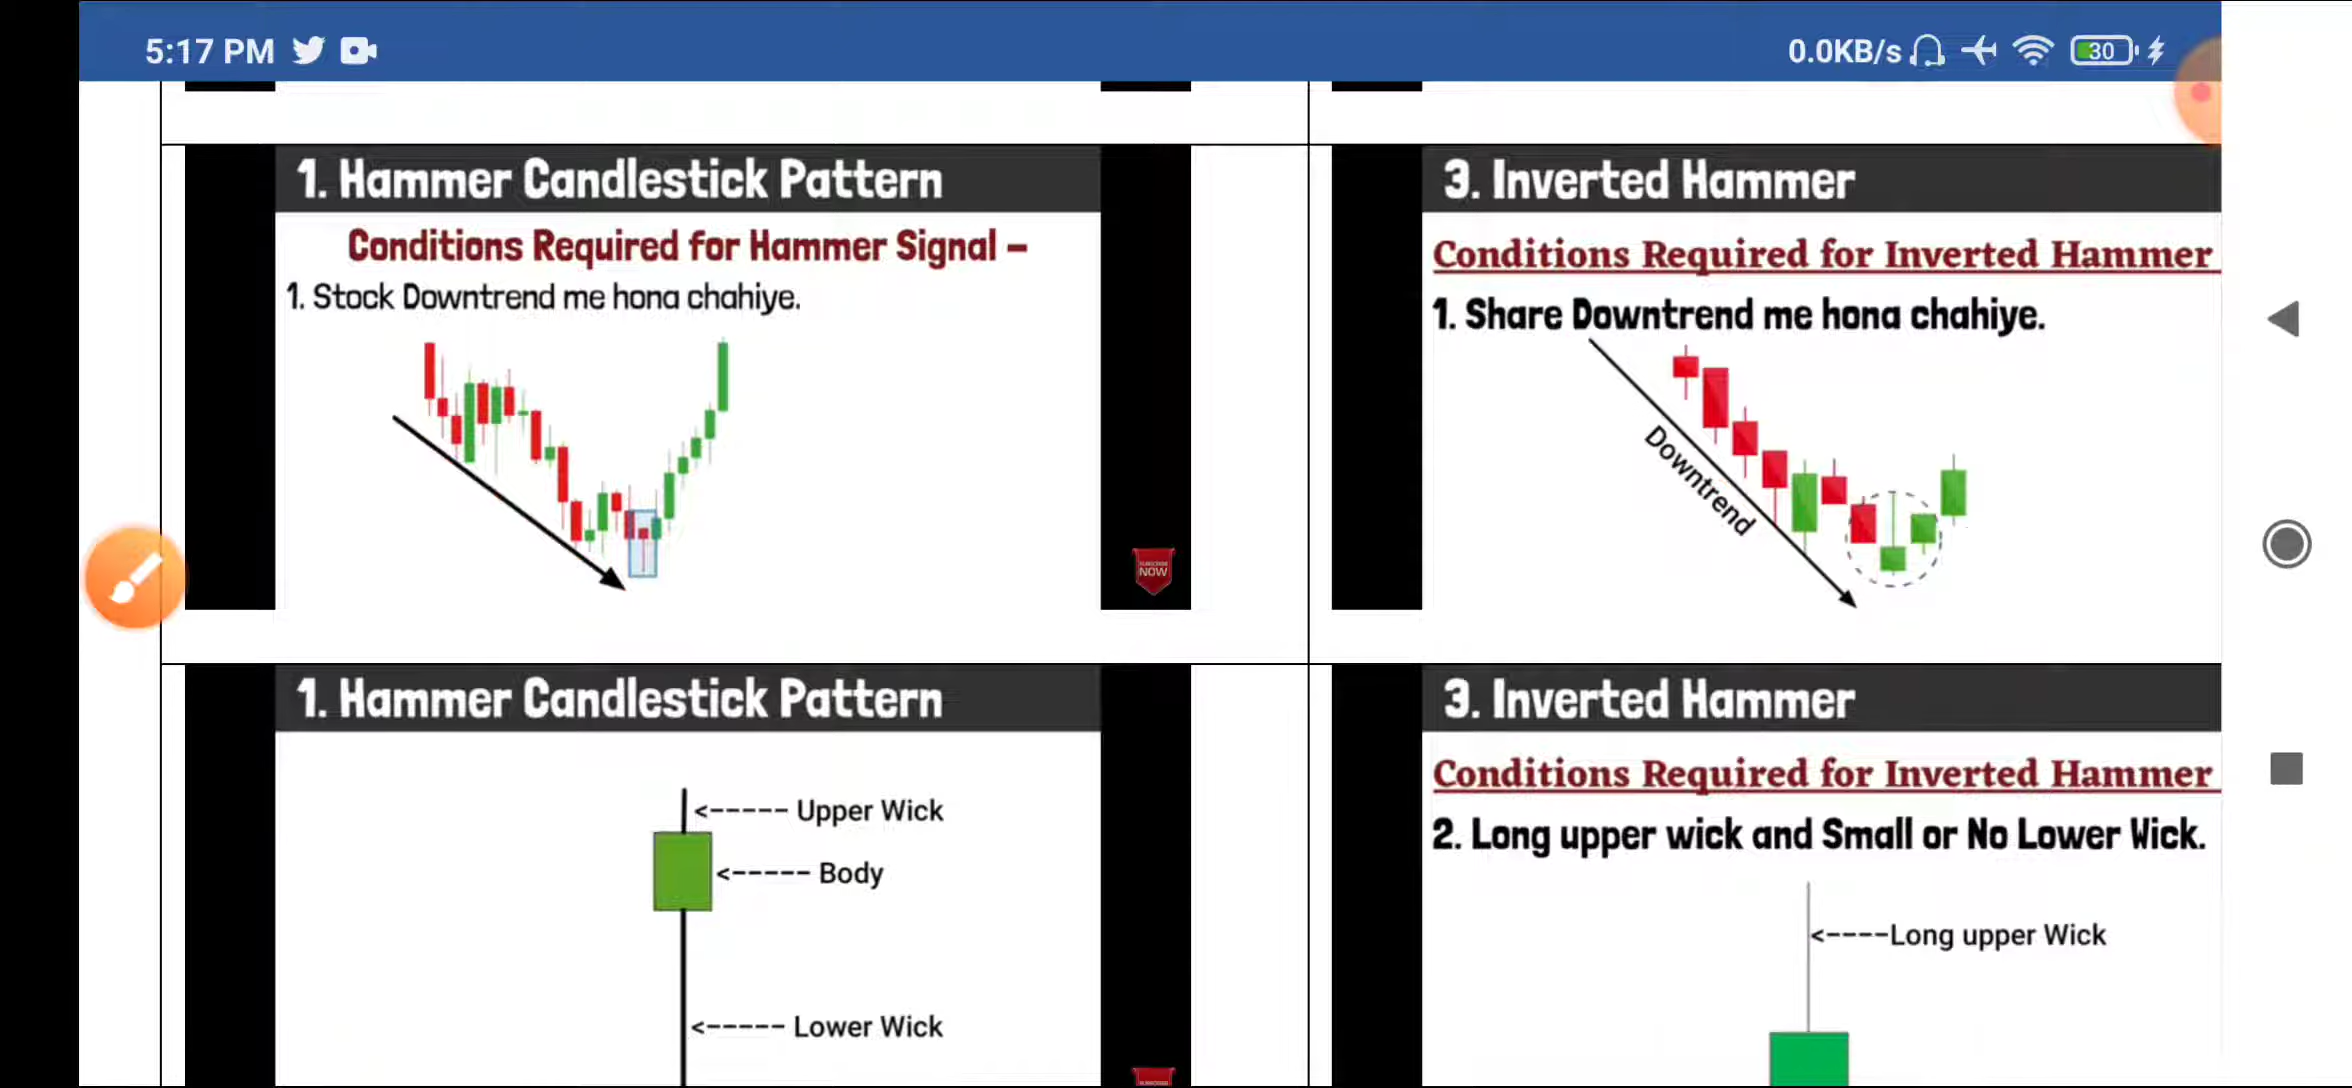 5:17 PM
0.0KB/s
30
1. Hammer Candlestick Pattern
Conditions Required for Hammer Signal –
1. Stock Downtrend me hona chahiye.
SUBSCRIBE
NOW
3. Inverted Hammer
Conditions Required for Inverted Hammer
1. Share Downtrend me hona chahiye.
Downtrend
1. Hammer Candlestick Pattern
<----- Upper Wick
<----- Body
<----- Lower Wick
3. Inverted Hammer
Conditions Required for Inverted Hammer
2. Long upper wick and Small or No Lower Wick.
<----Long upper Wick